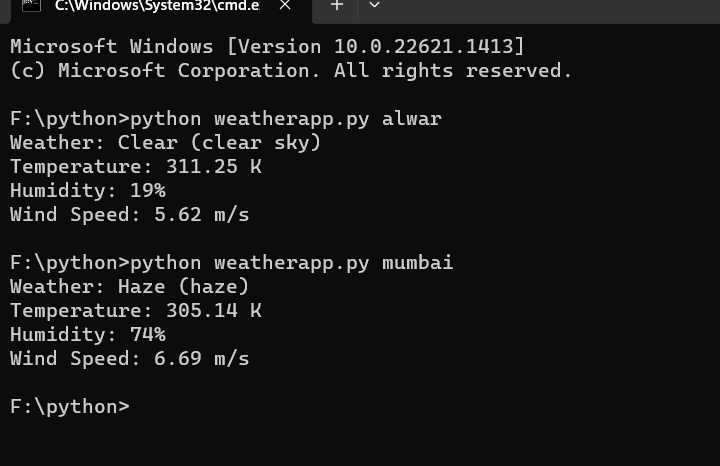 C:\Windows\System32\cmd.e
Microsoft Windows [Version 10.0.22621.1413]
(c) Microsoft Corporation. All rights reserved.
F:\python>python weatherapp.py alwar
Weather: Clear (clear sky)
Temperature: 311.25 K
Humidity: 19%
Wind Speed: 5.62 m/s
F:\python>python weatherapp.py mumbai
Weather: Haze (haze)
Temperature: 305.14 K
Humidity: 74%
Wind Speed: 6.69 m/s
F:\python>